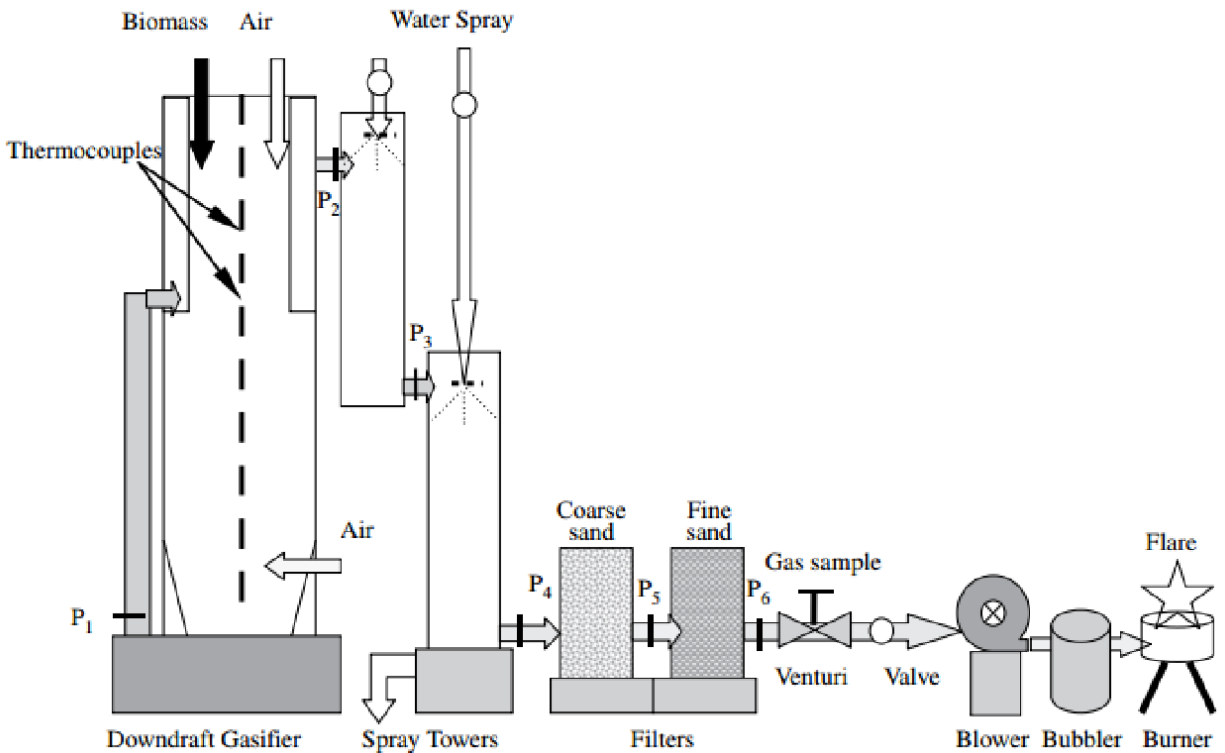 Biomass Air
Water Spray
Thermocouples
P2
P3
Air
Coarse
sand
Fine
sand
Gas sample
Flare
P1
P4
P5
P6
Venturi
Valve
Downdraft Gasifier
Spray Towers
Filters
Blower
Bubbler
Burner